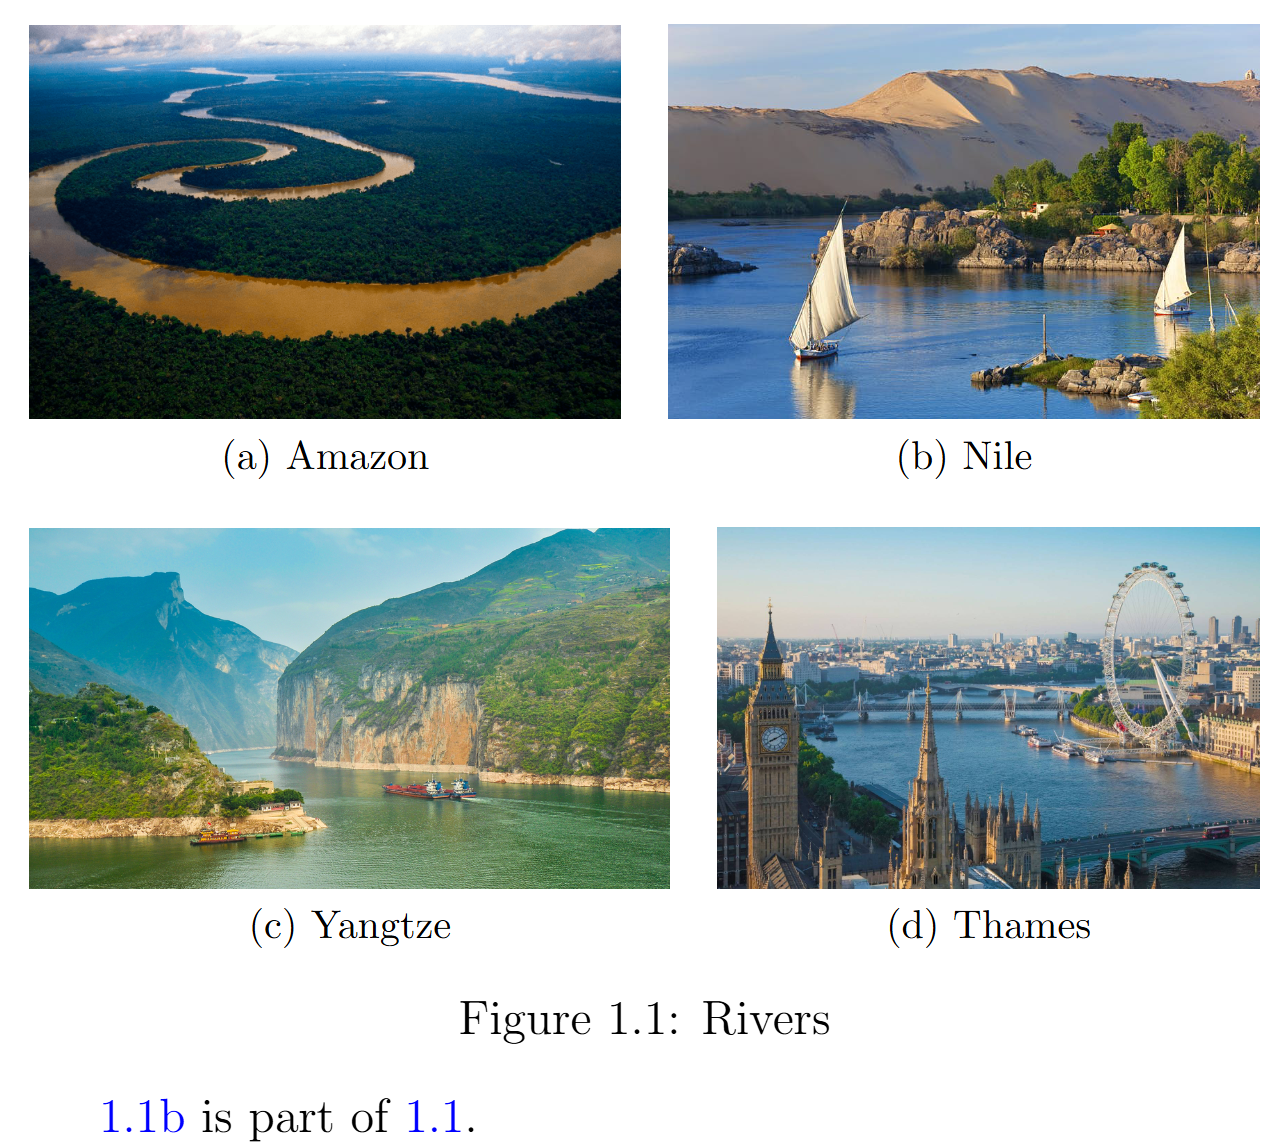 (a) Amazon
(b) Nile
(c) Yangtze
(d) Thames
Figure 1.1: Rivers
1.1b is part of 1.1.